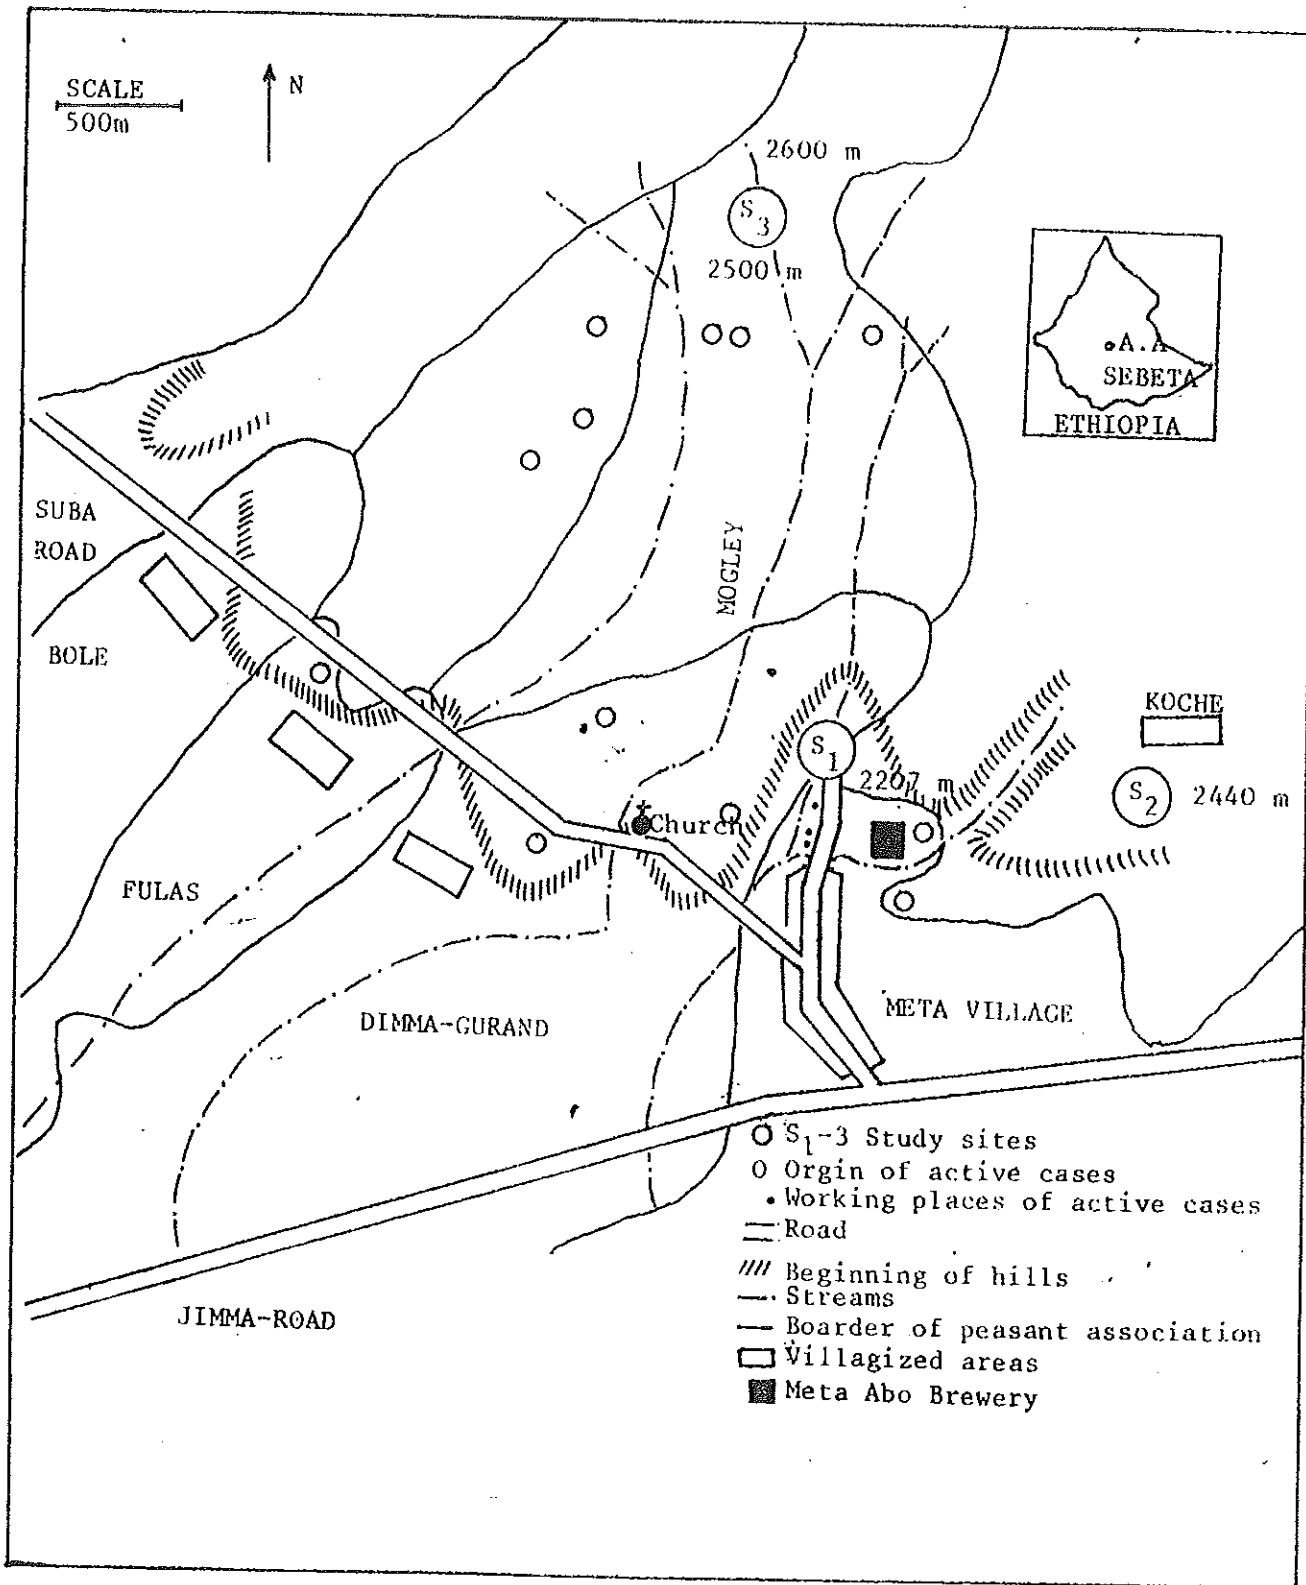 SCALE
500m
N
2600 m
S3
2500 m
A.A
SEBETA
ETHIOPIA
SUBA
ROAD
MOGLEY
BOLE
KOCHE
S1
2207 m
S2
2440 m
Church
FULAS
DIMMA-GURAND
META VILLAGE
S1-3 Study sites
Orgin of active cases
Working places of active cases
Road
Beginning of hills
Streams
Boarder of peasant association
Villagized areas
Meta Abo Brewery
JIMMA-ROAD